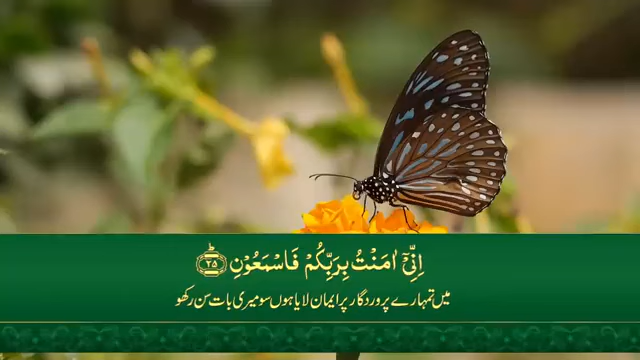 اِنِّیْۤ اٰمَنْتُ بِرَبِّكُمْ فَاسْمَعُوْنِ ۝۲۵
میں تمہارے پروردگار پر ایمان لایا ہوں سو میری بات سن رکھو